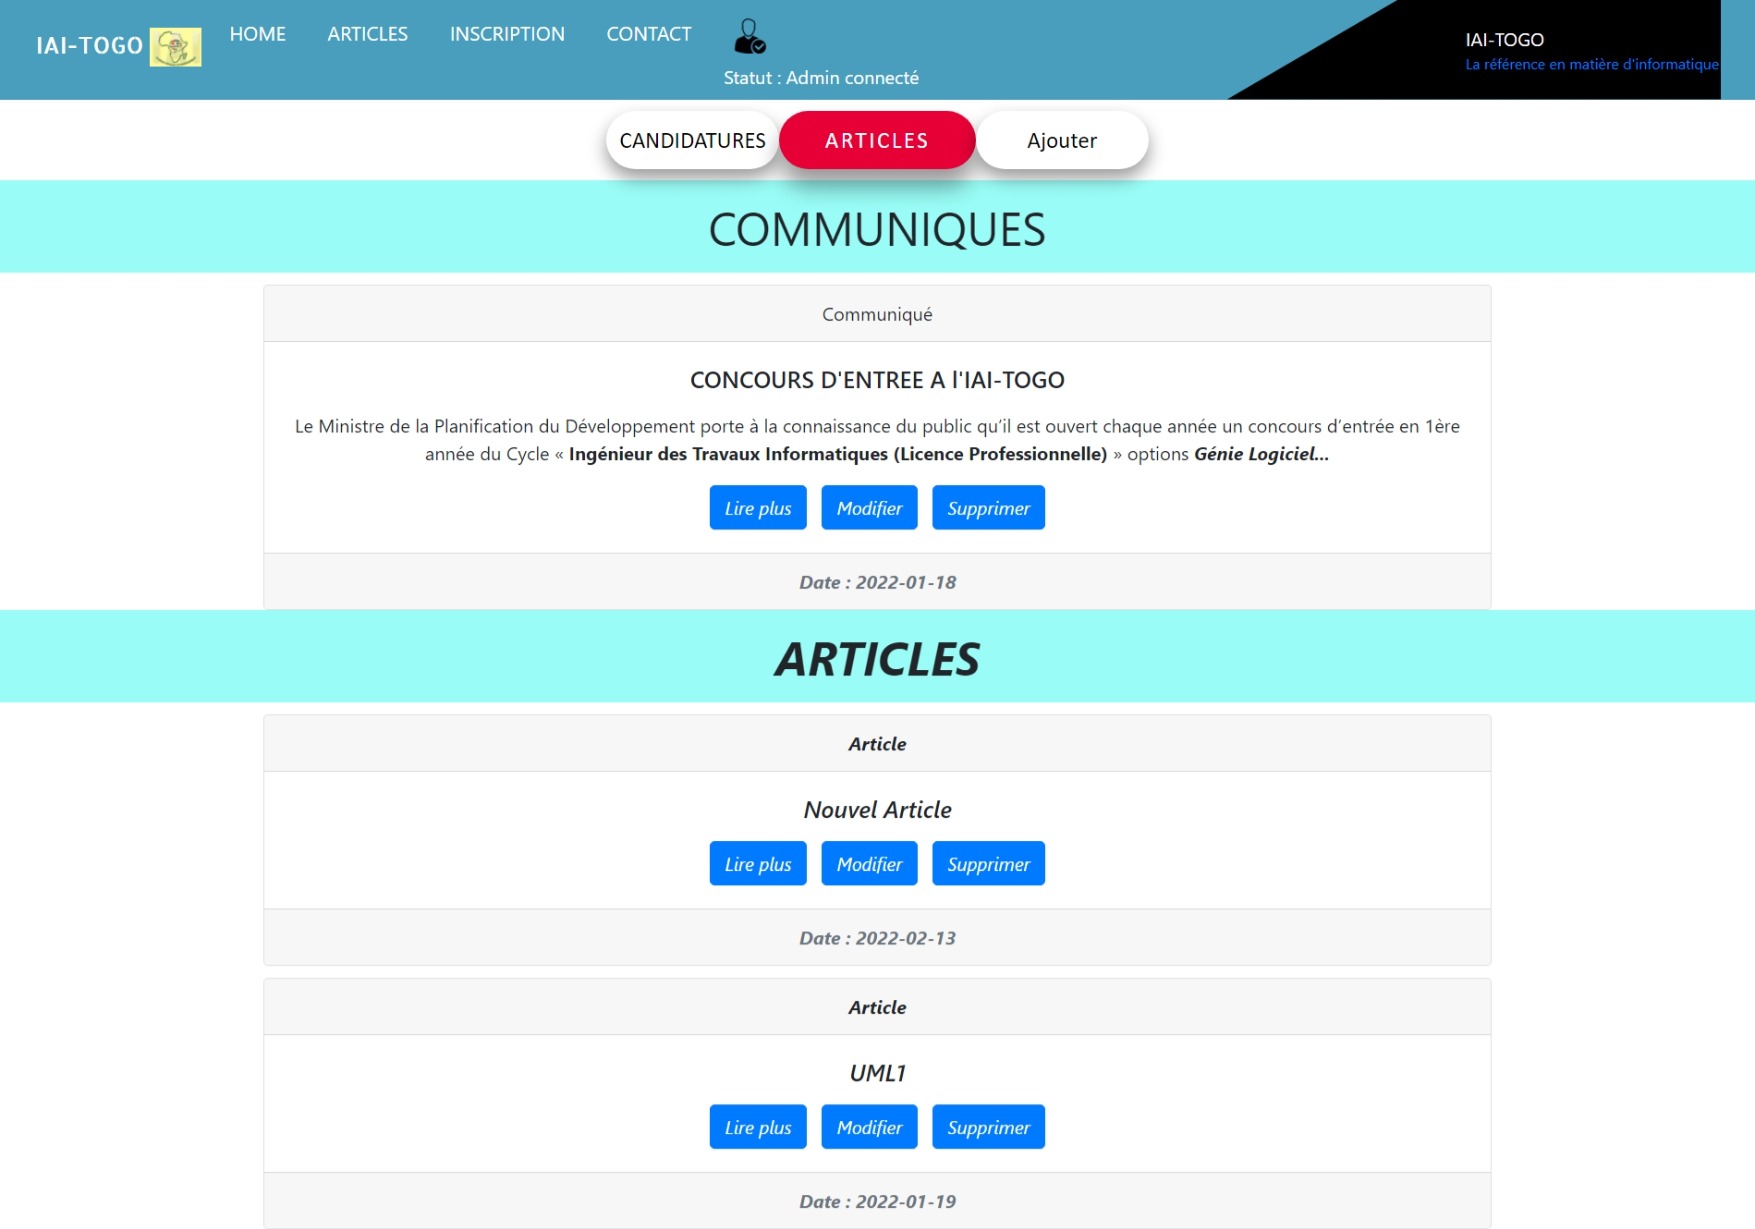 IAI-TOGO
HOME
ARTICLES
INSCRIPTION
CONTACT
Statut : Admin connecté
IAI-TOGO
La référence en matière d'informatique
CANDIDATURES
ARTICLES
Ajouter
COMMUNIQUES
Communiqué
CONCOURS D'ENTREE A l'IAI-TOGO
Le Ministre de la Planification du Développement porte à la connaissance du public qu’il est ouvert chaque année un concours d’entrée en 1ère
année du Cycle « Ingénieur des Travaux Informatiques (Licence Professionnelle) » options Génie Logiciel...
Lire plus
Modifier
Supprimer
Date : 2022-01-18
ARTICLES
Article
Nouvel Article
Lire plus
Modifier
Supprimer
Date : 2022-02-13
Article
UML1
Lire plus
Modifier
Supprimer
Date : 2022-01-19